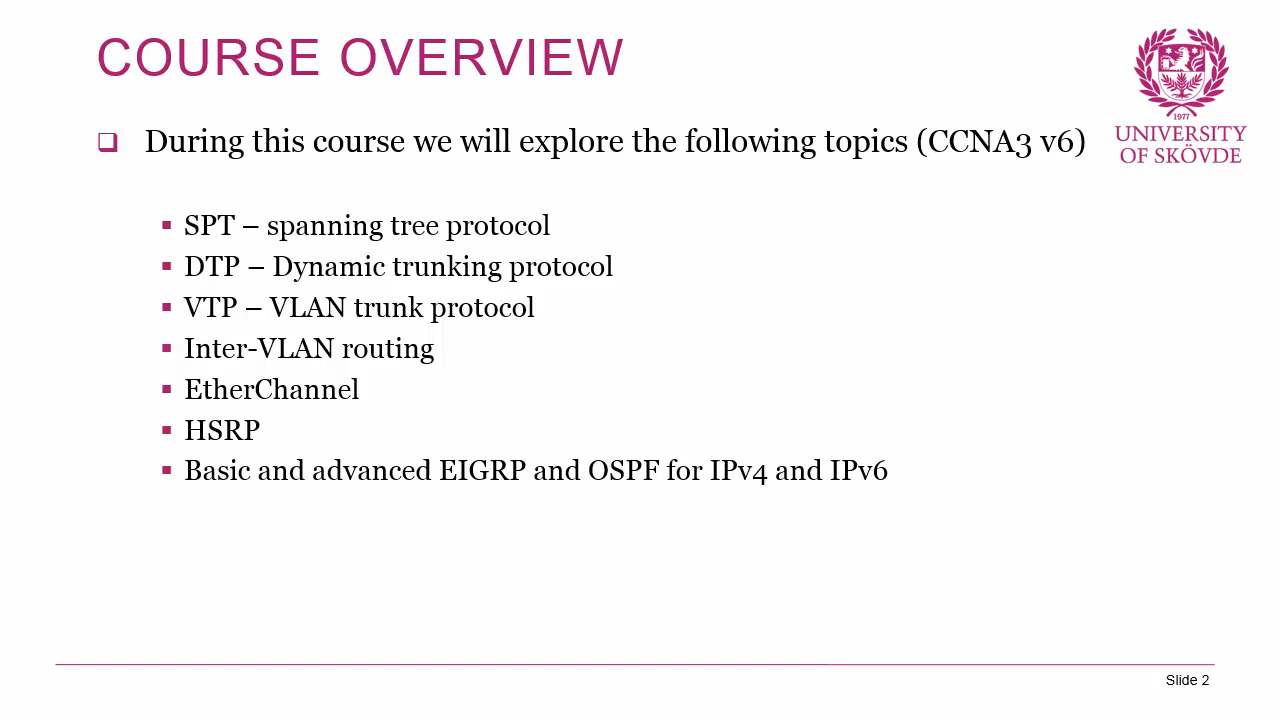 COURSE OVERVIEW
1977
UNIVERSITY
OF SKÖVDE
During this course we will explore the following topics (CCNA3 v6)
SPT – spanning tree protocol
DTP – Dynamic trunking protocol
VTP – VLAN trunk protocol
Inter-VLAN routing
EtherChannel
HSRP
Basic and advanced EIGRP and OSPF for IPv4 and IPv6
Slide 2